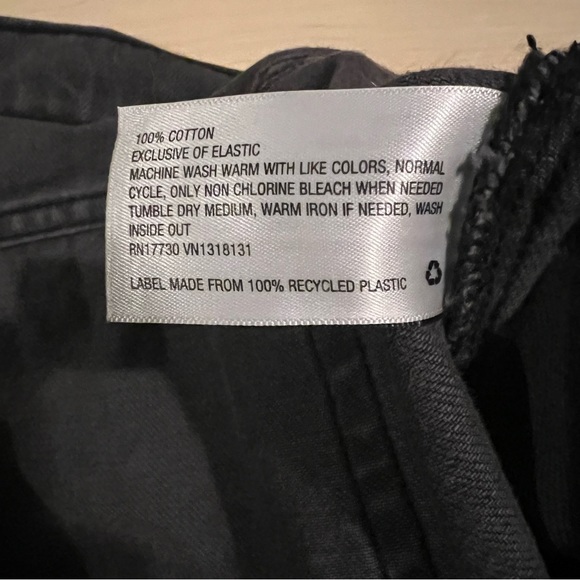 100% COTTON
EXCLUSIVE OF ELASTIC
MACHINE WASH WARM WITH LIKE COLORS, NORMAL
CYCLE, ONLY NON CHLORINE BLEACH WHEN NEEDED
TUMBLE DRY MEDIUM, WARM IRON IF NEEDED, WASH
INSIDE OUT
RN17730 VN1318131
LABEL MADE FROM 100% RECYCLED PLASTIC